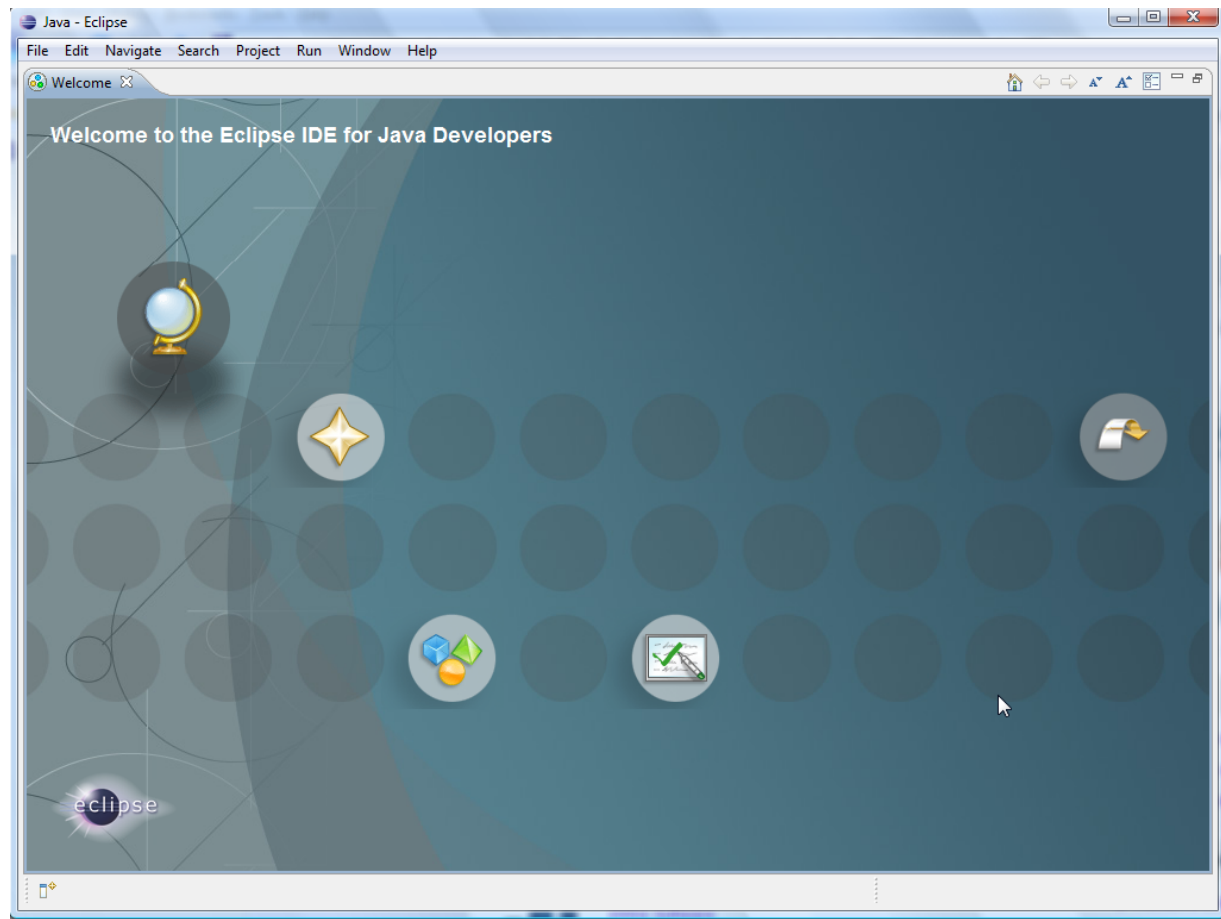 Java - Eclipse
File Edit Navigate Search Project Run Window Help
Welcome
Welcome to the Eclipse IDE for Java Developers
eclipse